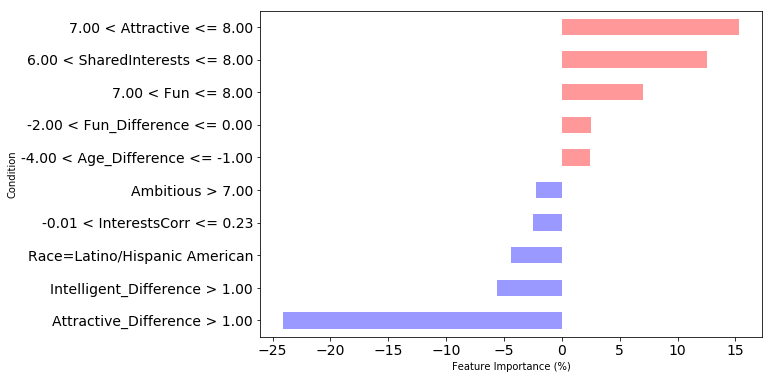 7.00 < Attractive <= 8.00
6.00 < SharedInterests <= 8.00
7.00 < Fun <= 8.00
-2.00 < Fun_Difference <= 0.00
-4.00 < Age_Difference <= -1.00
Ambitious > 7.00
-0.01 < InterestsCorr <= 0.23
Race=Latino/Hispanic American
Intelligent_Difference > 1.00
Attractive_Difference > 1.00
Condition
−25 −20 −15 −10 −5 0 5 10 15
Feature Importance (%)